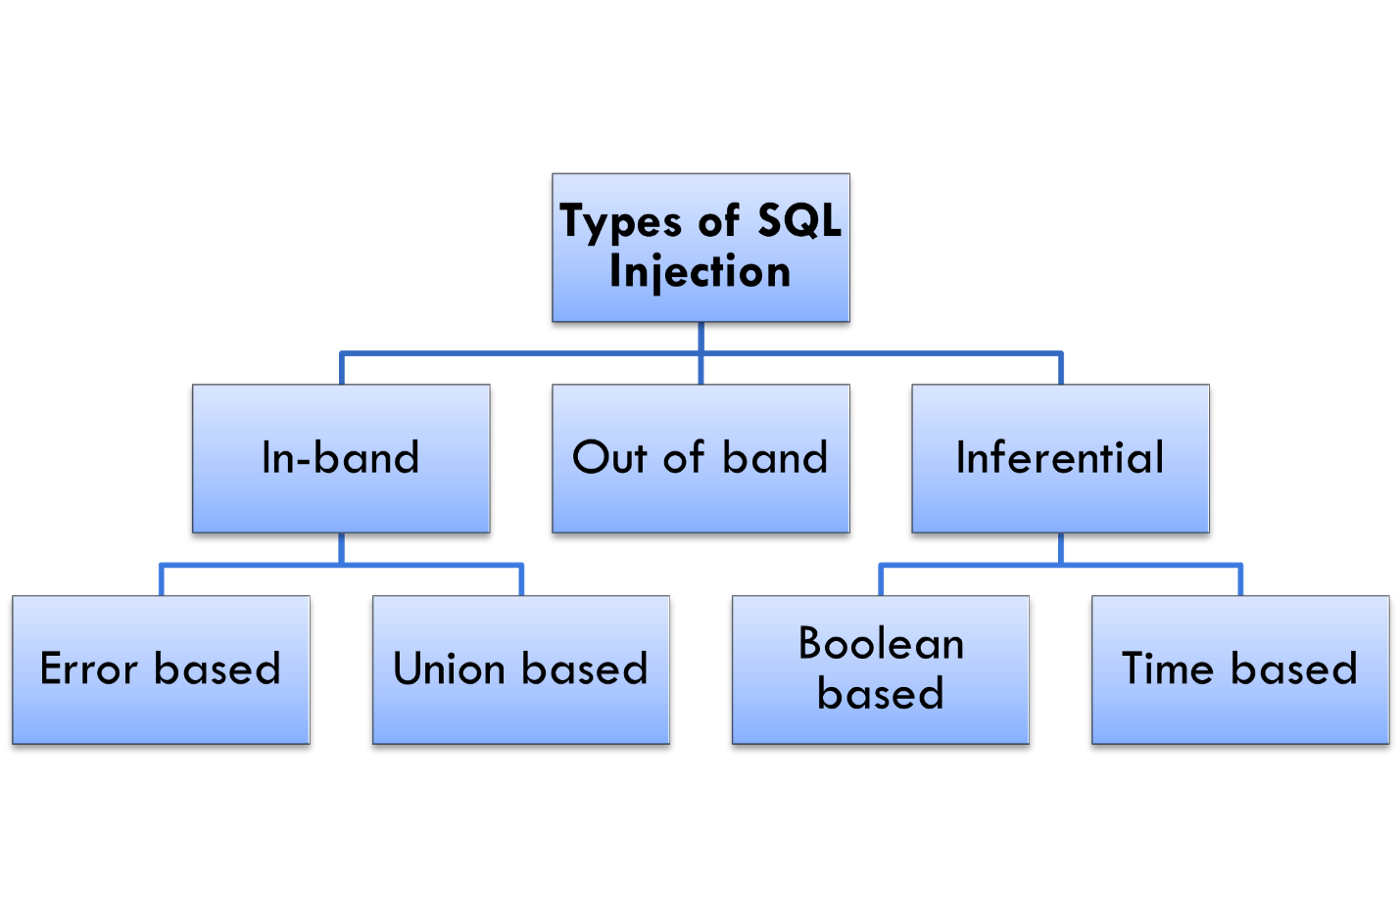 Types of SQL
Injection
In-band
Out of band
Inferential
Error based
Union based
Boolean
based
Time based